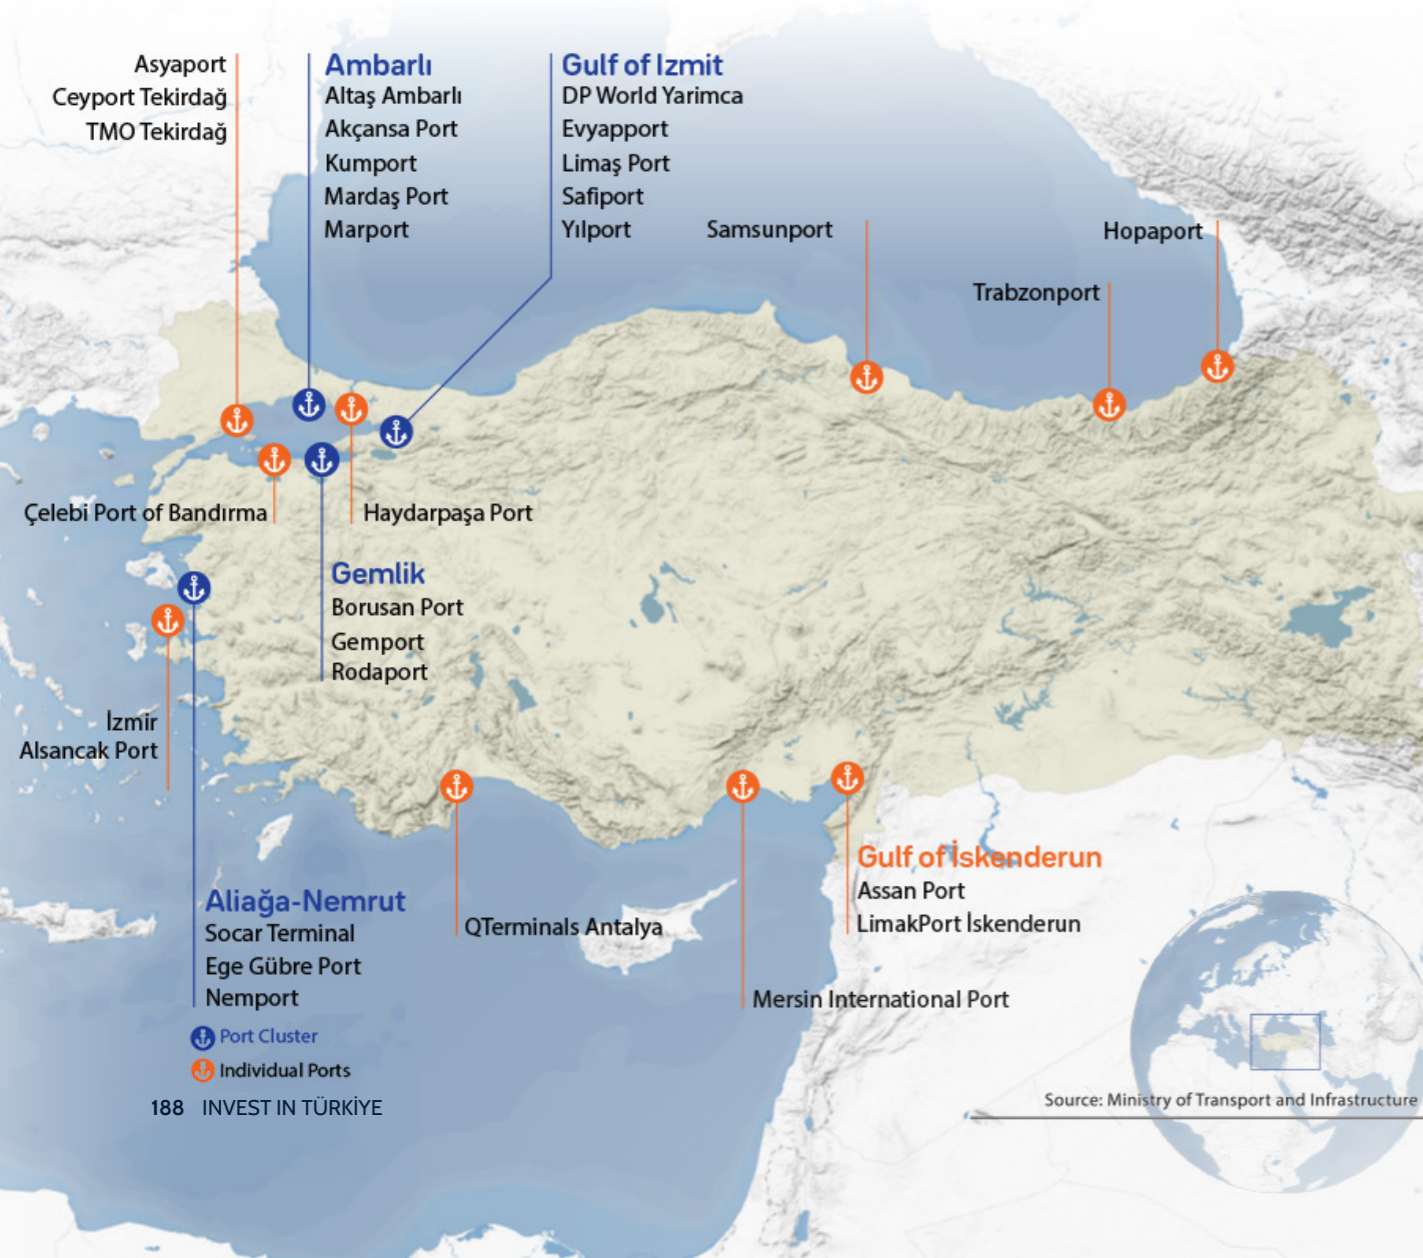 Asyaport
Ceyport Tekirdağ
TMO Tekirdağ
Ambarlı
Altaş Ambarlı
Akçansa Port
Kumport
Mardaş Port
Marport
Gulf of Izmit
DP World Yarimca
Evyapport
Limaş Port
Safiport
Yılport
Samsunport
Trabzonport
Hopaport
Çelebi Port of Bandırma
Haydarpaşa Port
Gemlik
Borusan Port
Gemport
Rodaport
İzmir
Alsancak Port
Aliağa-Nemrut
Socar Terminal
Ege Gübre Port
Nemport
QTerminals Antalya
Mersin International Port
Gulf of İskenderun
Assan Port
LimakPort İskenderun
Port Cluster
Individual Ports
188 INVEST IN TÜRKİYE
Source: Ministry of Transport and Infrastructure